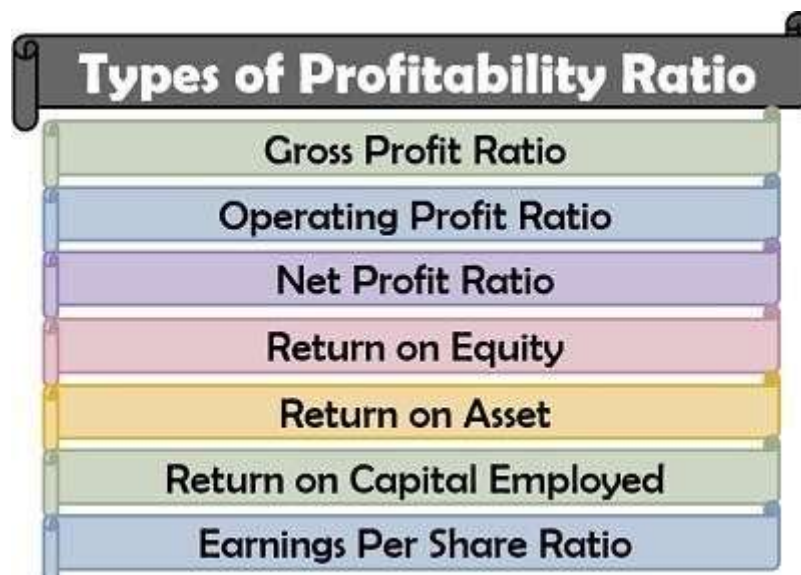 Types of Profitability Ratio
Gross Profit Ratio
Operating Profit Ratio
Net Profit Ratio
Return on Equity
Return on Asset
Return on Capital Employed
Earnings Per Share Ratio